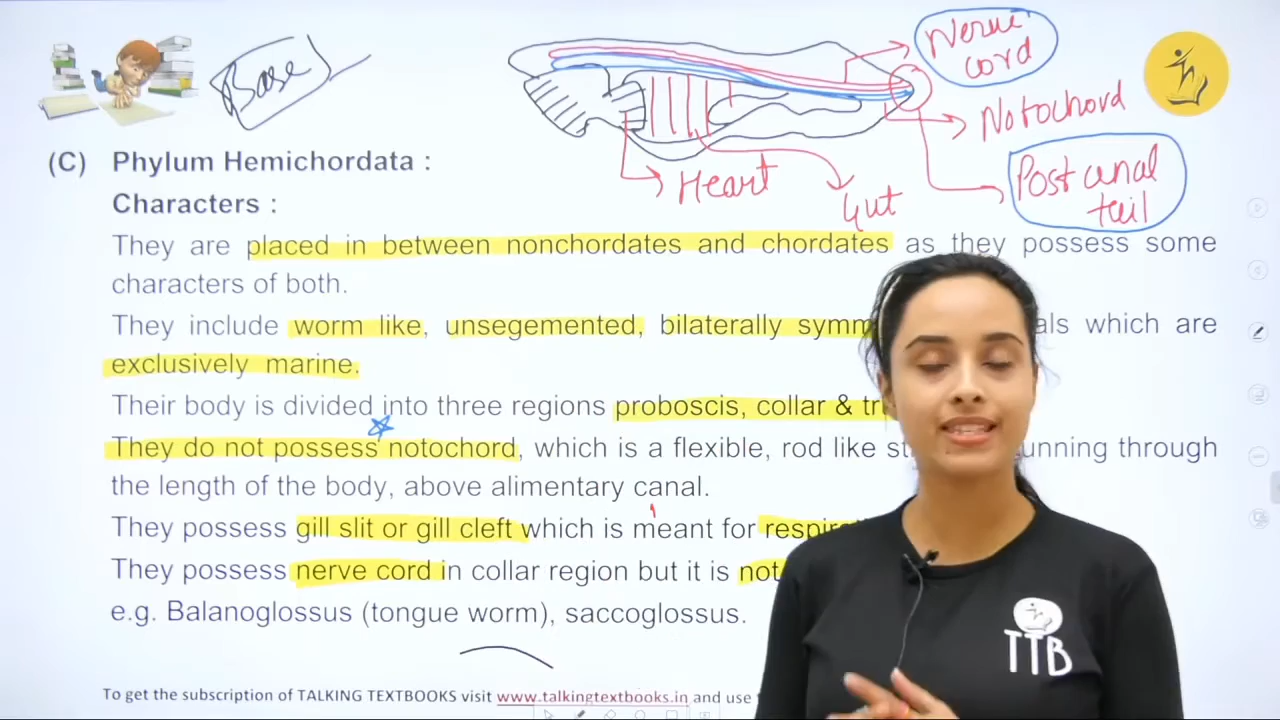 Base
Nerve
cord
Notochord
Post anal
tail
Heart
Gut
(C) Phylum Hemichordata :
Characters :
They are placed in between nonchordates and chordates as they possess some
characters of both.
They include worm like, unsegemented, bilaterally symm als which are
exclusively marine.
Their body is divided into three regions proboscis, collar & tr
They do not possess notochord, which is a flexible, rod like st unning through
the length of the body, above alimentary canal.
They possess gill slit or gill cleft which is meant for respir
They possess nerve cord in collar region but it is not
e.g. Balanoglossus (tongue worm), saccoglossus.
To get the subscription of TALKING TEXTBOOKS visit www.talkingtextbooks.in and use
TTB